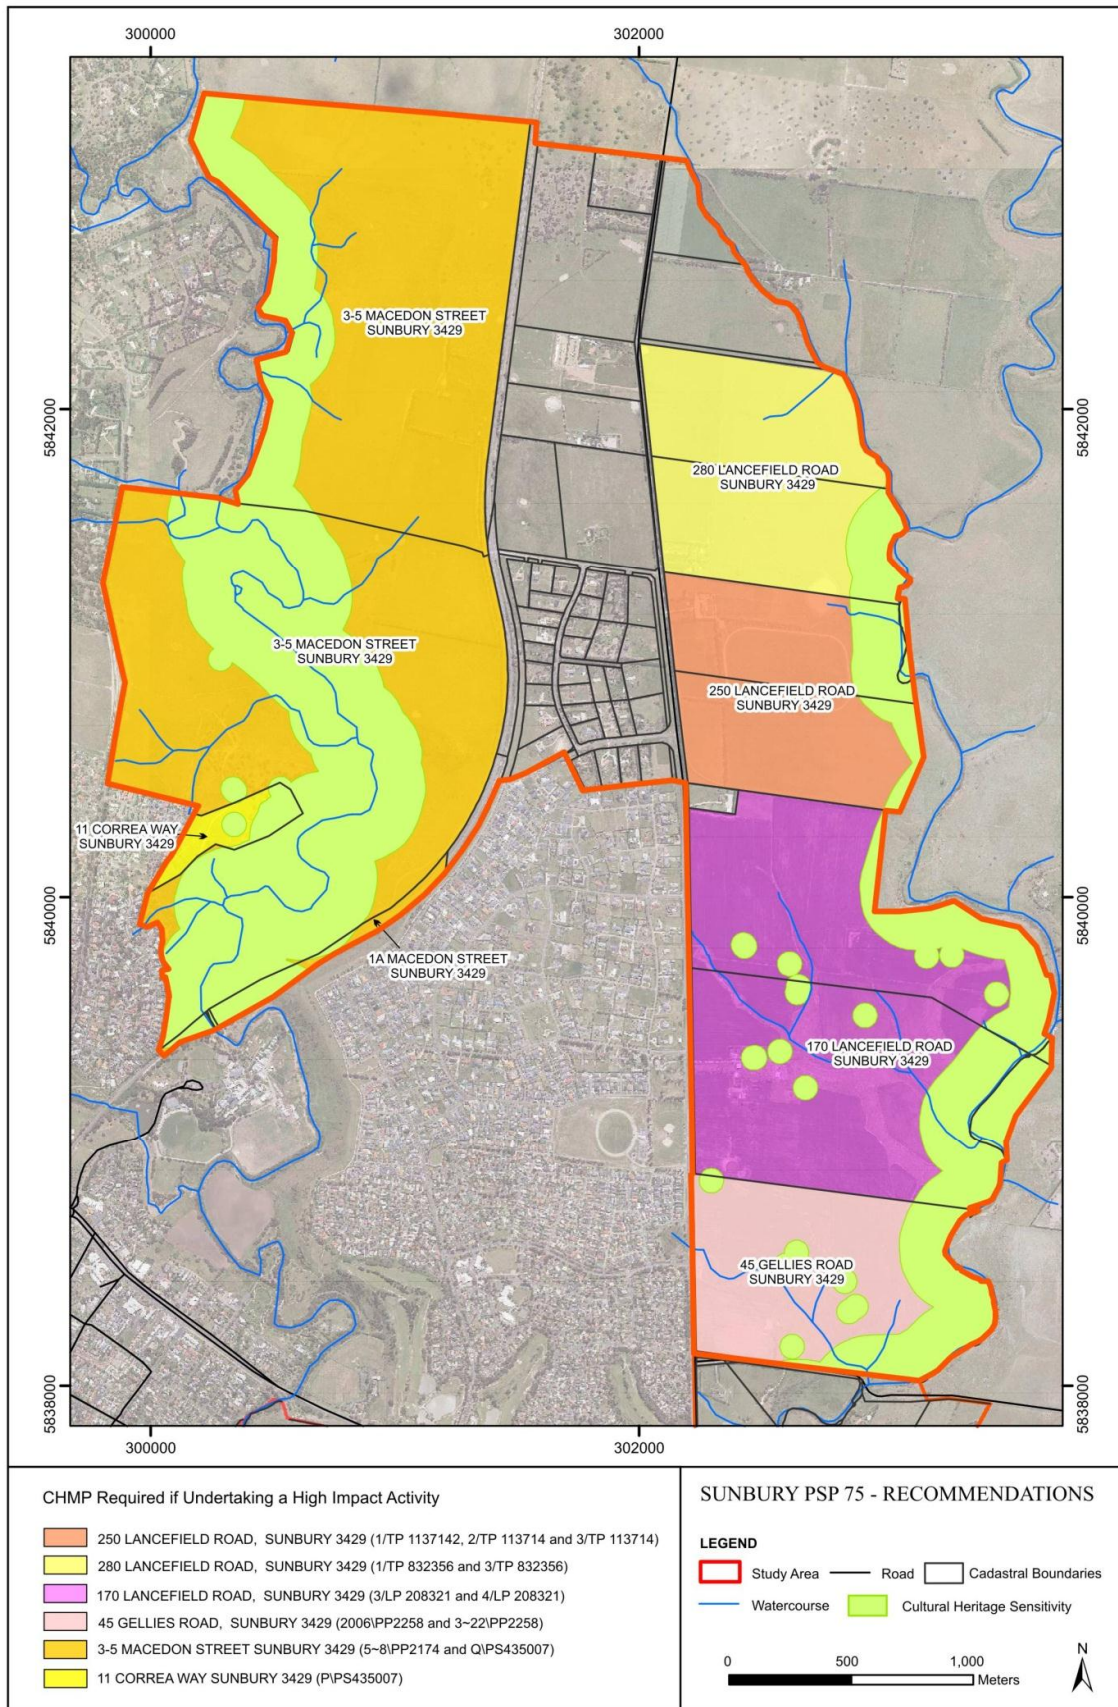 300000
302000
3-5 MACEDON STREET
SUNBURY 3429
5842000
5842000
280 LANCEFIELD ROAD
SUNBURY 3429
3-5 MACEDON STREET
SUNBURY 3429
250 LANCEFIELD ROAD
SUNBURY 3429
11 CORREA WAY
SUNBURY 3429
5840000
5840000
1A MACEDON STREET
SUNBURY 3429
170 LANCEFIELD ROAD
SUNBURY 3429
45 GELLIES ROAD
SUNBURY 3429
5838000
5838000
300000
302000
CHMP Required if Undertaking a High Impact Activity
250 LANCEFIELD ROAD, SUNBURY 3429 (1/TP 1137142, 2/TP 113714 and 3/TP 113714)
280 LANCEFIELD ROAD, SUNBURY 3429 (1/TP 832356 and 3/TP 832356)
170 LANCEFIELD ROAD, SUNBURY 3429 (3/LP 208321 and 4/LP 208321)
45 GELLIES ROAD, SUNBURY 3429 (2006\PP2258 and 3~22\PP2258)
3-5 MACEDON STREET SUNBURY 3429 (5~8\PP2174 and Q\PS435007)
11 CORREA WAY SUNBURY 3429 (P\PS435007)
SUNBURY PSP 75 - RECOMMENDATIONS
LEGEND
Study Area
Road
Cadastral Boundaries
Watercourse
Cultural Heritage Sensitivity
0 500 1,000
Meters
N